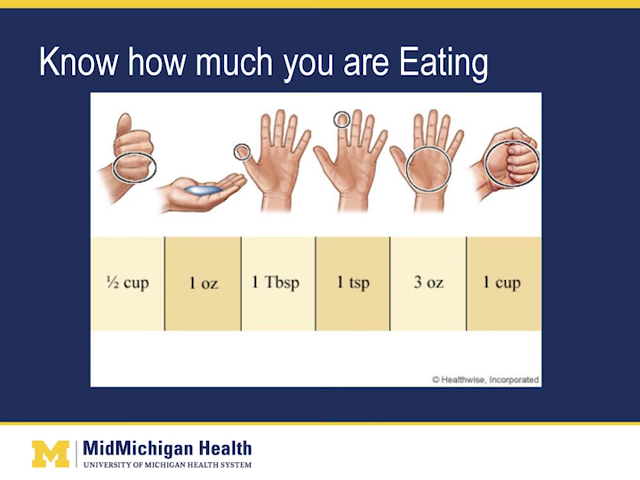 Know how much you are Eating
½ cup
1 oz
1 Tbsp
1 tsp
3 oz
1 cup
© Healthwise, Incorporated
M
MidMichigan Health
UNIVERSITY OF MICHIGAN HEALTH SYSTEM